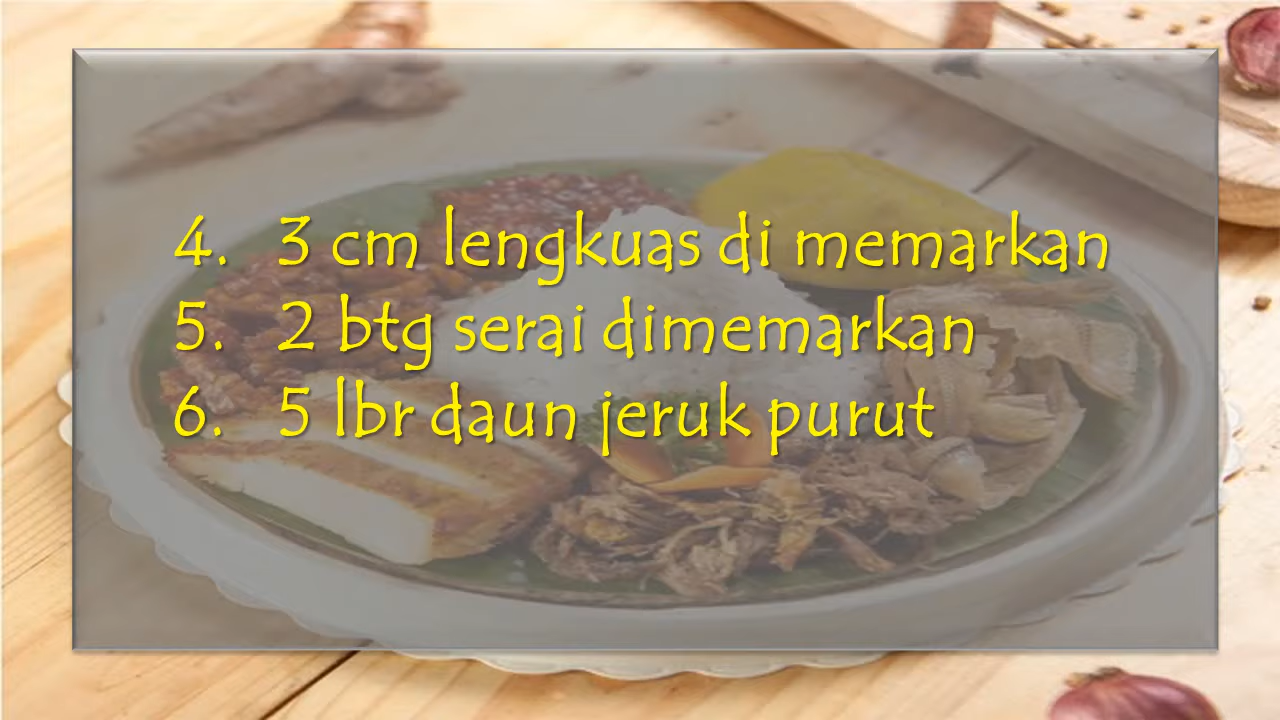 4. 3 cm lengkuas di memarkan
5. 2 btg serai dimemarkan
6. 5 lbr daun jeruk purut